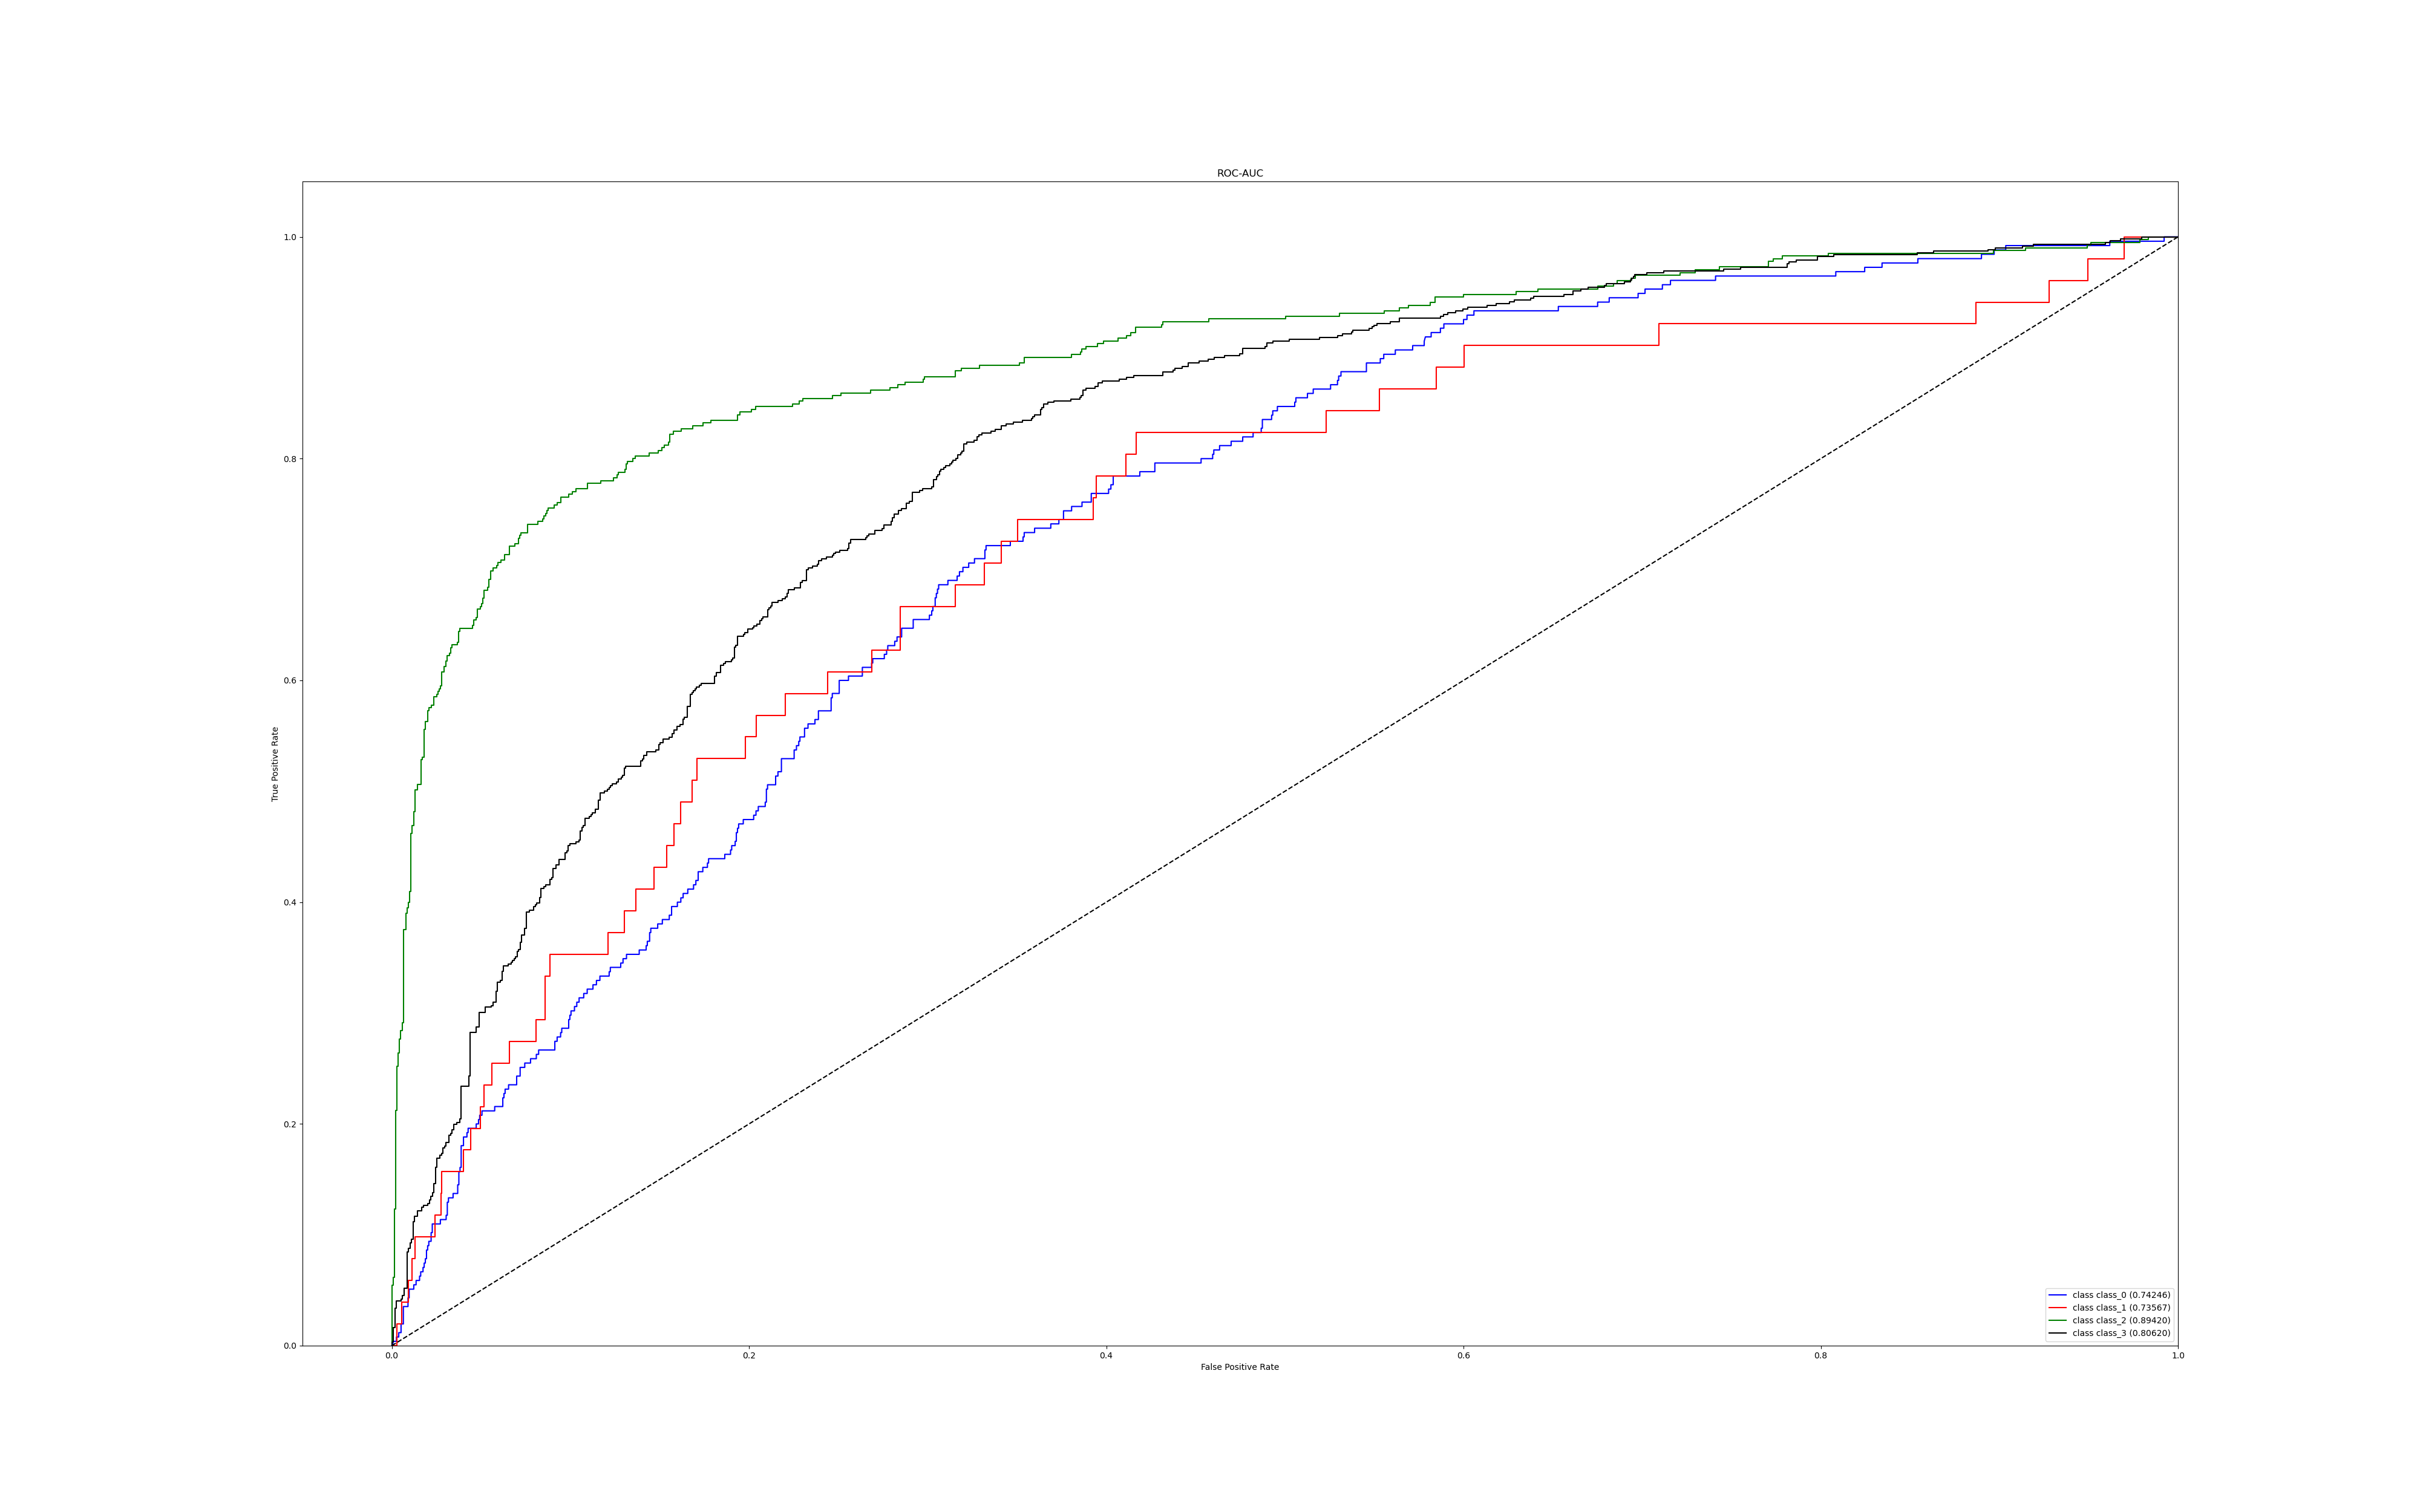 ROC-AUC
1.0
0.8
0.6
0.4
0.2
0.0
True Positive Rate
0.0 0.2 0.4 0.6 0.8 1.0
False Positive Rate
class class_0 (0.74246)
class class_1 (0.73567)
class class_2 (0.89420)
class class_3 (0.80620)